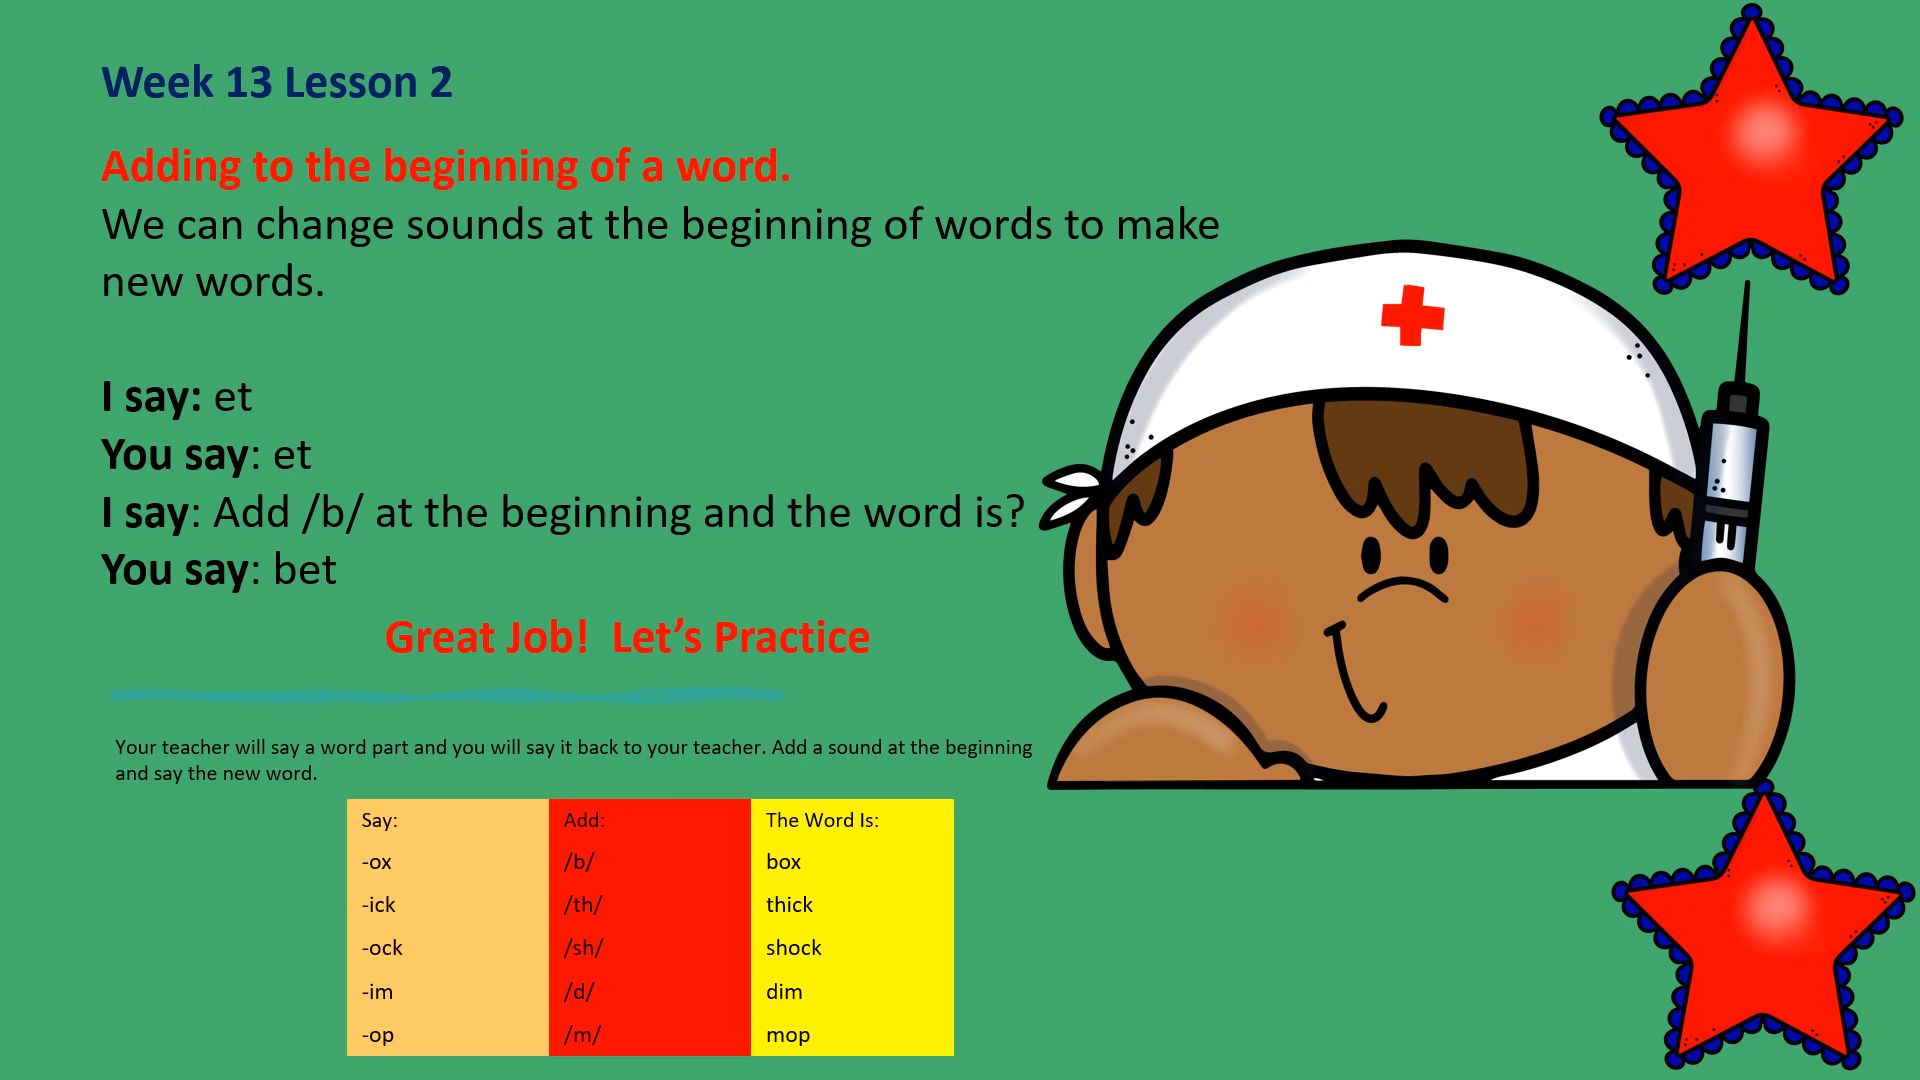 Week 13 Lesson 2
Adding to the beginning of a word.
We can change sounds at the beginning of words to make
new words.
I say: et
You say: et
I say: Add /b/ at the beginning and the word is?
You say: bet
Great Job!  Let’s Practice
Your teacher will say a word part and you will say it back to your teacher. Add a sound at the beginning
and say the new word.
Say: Add: The Word Is:
-ox /b/ box
-ick /th/ thick
-ock /sh/ shock
-im /d/ dim
-op /m/ mop